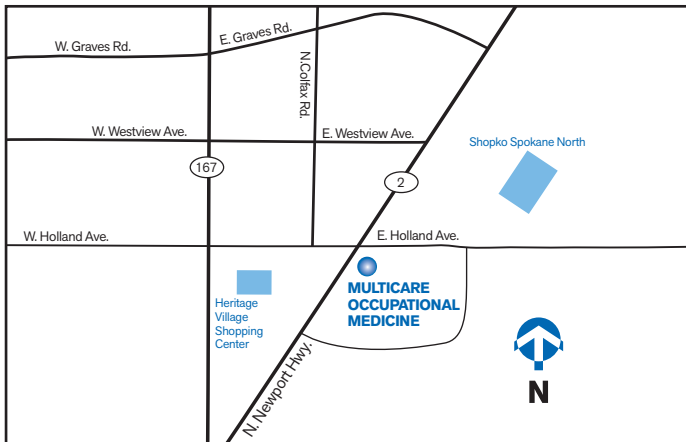 E. Graves Rd.
W. Graves Rd.
N.Colfax Rd.
W. Westview Ave.
E. Westview Ave.
Shopko Spokane North
167
2
W. Holland Ave.
E. Holland Ave.
Heritage
Village
Shopping
Center
MULTICARE
OCCUPATIONAL
MEDICINE
N. Newport Hwy.
N